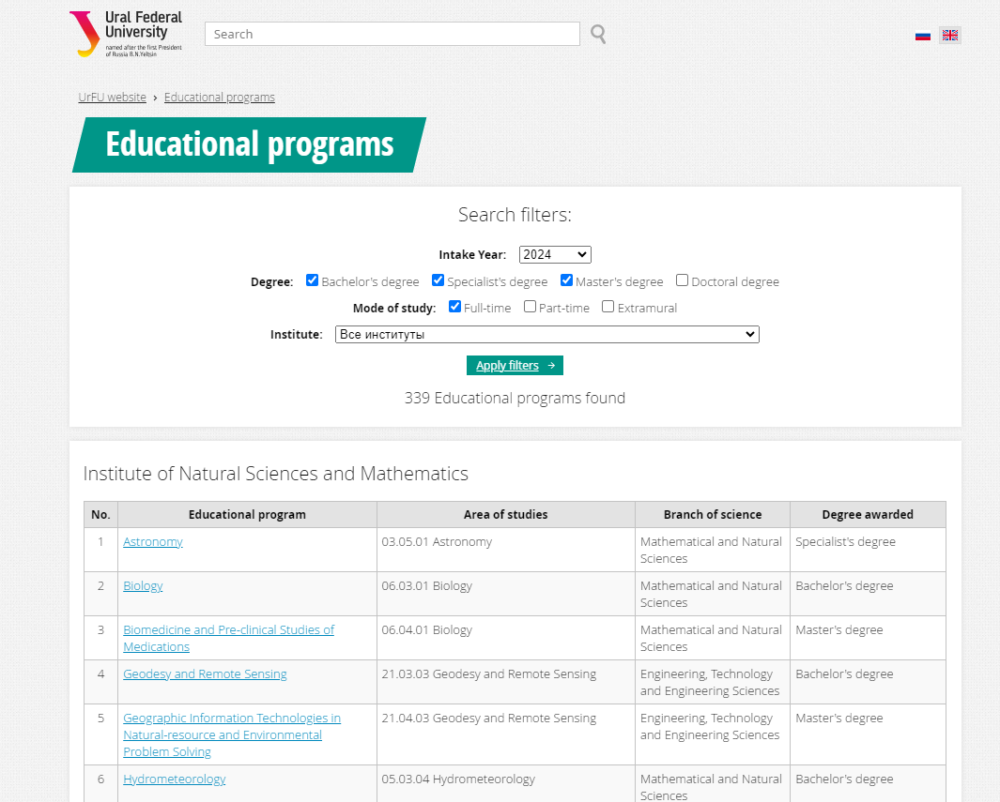 Ural Federal
University
named after the first President
of Russia B.N.Yeltsin
Search
UrFU website › Educational programs
Educational programs
Search filters:
Intake Year: 2024
Degree: Bachelor's degree Specialist's degree Master's degree Doctoral degree
Mode of study: Full-time Part-time Extramural
Institute: Все институты
Apply filters →
339 Educational programs found
Institute of Natural Sciences and Mathematics
No. Educational program Area of studies Branch of science Degree awarded
1 Astronomy 03.05.01 Astronomy Mathematical and Natural Specialist's degree
Sciences
2 Biology 06.03.01 Biology Mathematical and Natural Bachelor's degree
Sciences
3 Biomedicine and Pre-clinical Studies of 06.04.01 Biology Mathematical and Natural Master's degree
Medications Sciences
4 Geodesy and Remote Sensing 21.03.03 Geodesy and Remote Sensing Engineering, Technology Bachelor's degree
and Engineering Sciences
5 Geographic Information Technologies in 21.04.03 Geodesy and Remote Sensing Engineering, Technology Master's degree
Natural-resource and Environmental and Engineering Sciences
Problem Solving
6 Hydrometeorology 05.03.04 Hydrometeorology Mathematical and Natural Bachelor's degree
Sciences